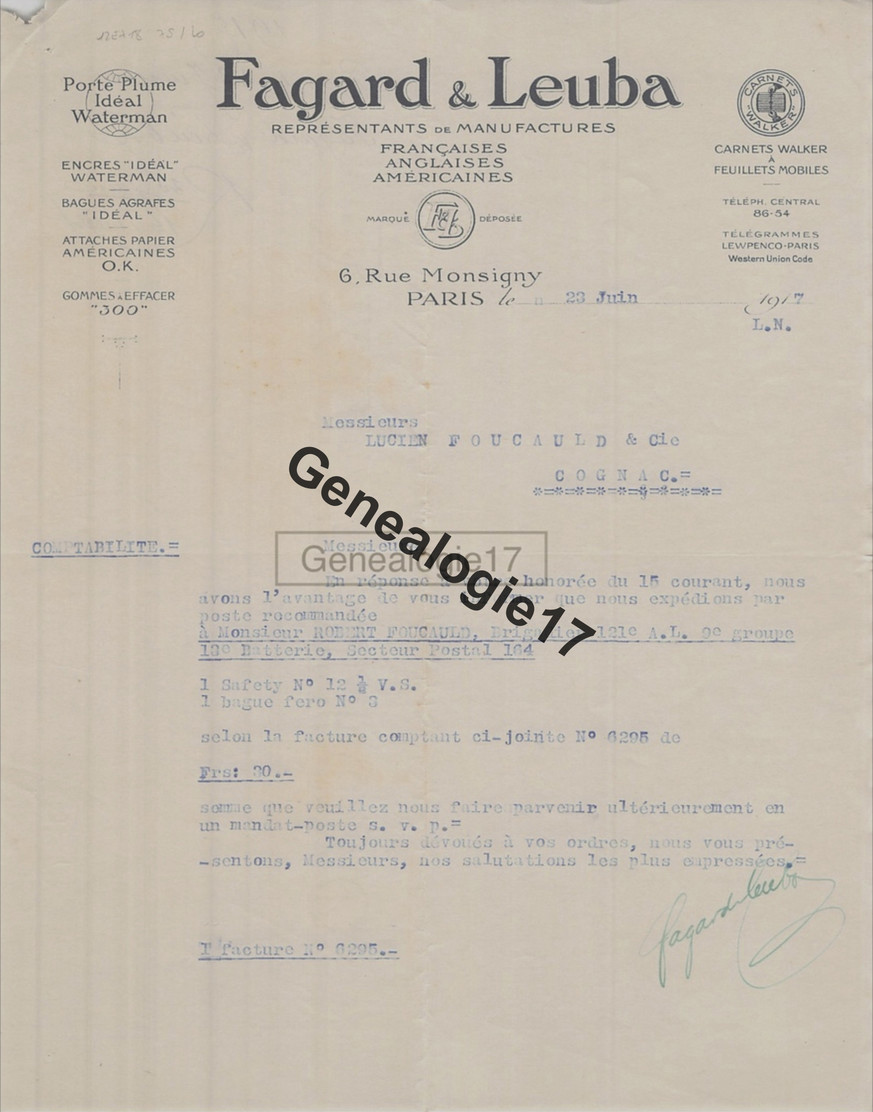 Fagard & Leuba
REPRÉSENTANTS DE MANUFACTURES
FRANÇAISES
ANGLAISES
AMÉRICAINES
MARQUE DÉPOSÉE
6, Rue Monsigny
PARIS le 23 Juin 1917
L.N.
Porte Plume
Idéal
Waterman
ENCRES "IDÉAL"
WATERMAN
BAGUES AGRAFES
"IDÉAL"
ATTACHES PAPIER
AMÉRICAINES
O.K.
GOMMES À EFFACER
"300"
CARNETS
WALKER
CARNETS WALKER
À
FEUILLETS MOBILES
TÉLÉPH. CENTRAL
86-54
TÉLÉGRAMMES
LEWPENCO-PARIS
Western Union Code
Messieurs
LUCIEN FOUCAULD & Cie
COGNAC.=
=*=*=*=*=*=*=*=*=*=
COMPTABILITE.=
Genealogie17
Genealogie17
En réponse honorée du 15 courant, nous
avons l'avantage de vous que nous expédions par
poste recommandée
à Monsieur ROBERT FOUCAULD, 121e A.L. 9e groupe
Batterie, Secteur Postal 164
1 Safety Nº 12 ½ V.S.
1 bague fero Nº 3
selon la facture comptant ci-jointe Nº 6295 de
Frs:
somme que veuillez nous faire parvenir ultérieurement en
un mandat-poste s. v. p.=
Toujours dévoués à vos ordres, nous vous pré-
-sentons, Messieurs, nos salutations les plus empressées.=
Fagard & Leuba
1 facture Nº 6295.-